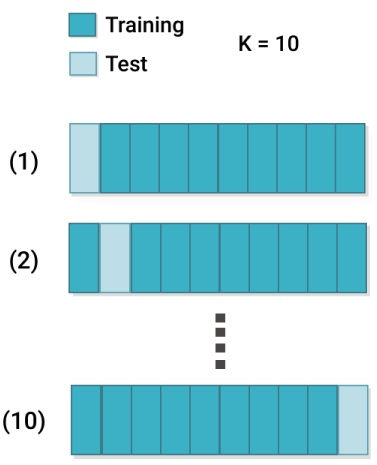 Training
Test
K = 10
(1)
(2)
(10)